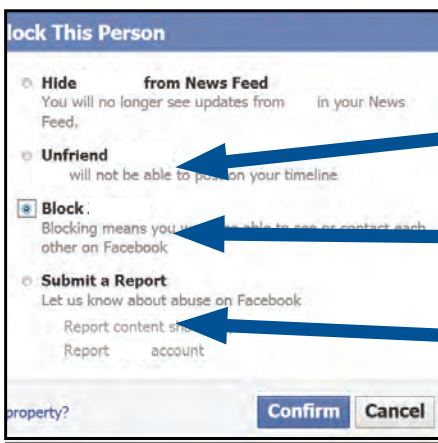 lock This Person
Hide from News Feed
You will no longer see updates from in your News
Feed.
Unfriend
will not be able to on your timeline
Block
Blocking means you able to see or contact each
other on Facebook
Submit a Report
Let us know about abuse on Facebook
Report content
Report account
property?
Confirm Cancel